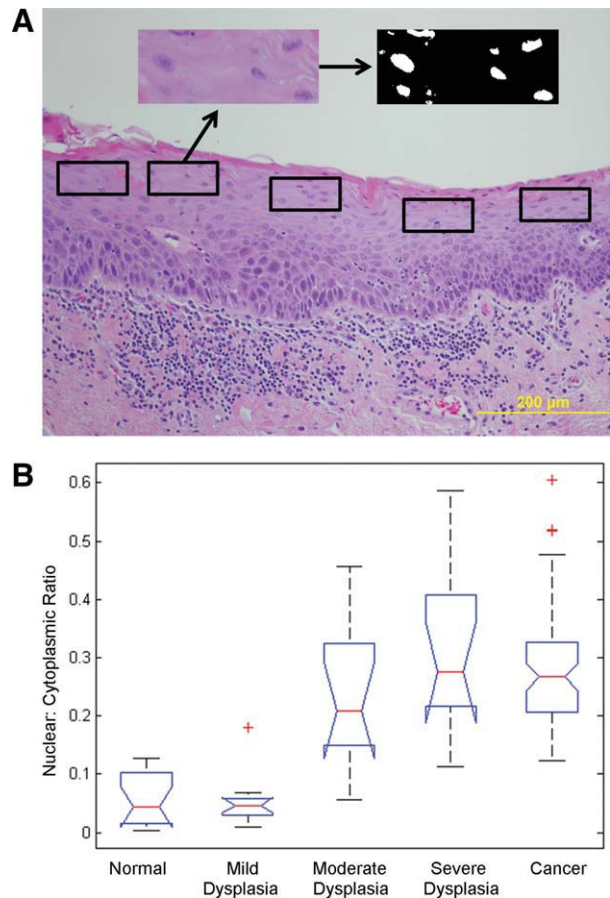 A
200 µm
B
Nuclear: Cytoplasmic Ratio
0.6
0.5
0.4
0.3
0.2
0.1
0
Normal
Mild
Dysplasia
Moderate
Dysplasia
Severe
Dysplasia
Cancer